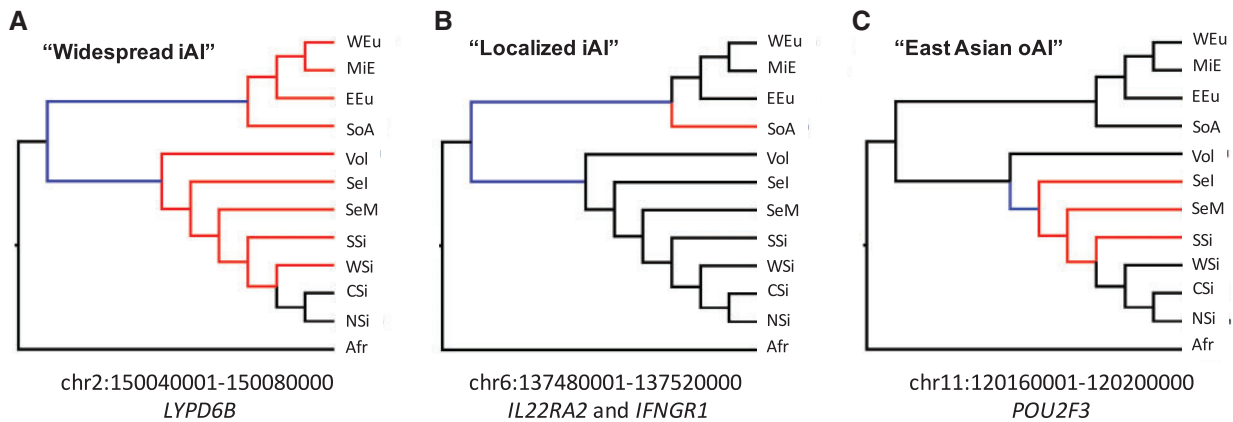 A
"Widespread iAI"
WEu
MiE
EEu
SoA
Vol
SeI
SeM
SSi
WSi
CSi
NSi
Afr
chr2:150040001-150080000
LYPD6B
B
"Localized iAI"
WEu
MiE
EEu
SoA
Vol
SeI
SeM
SSi
WSi
CSi
NSi
Afr
chr6:137480001-137520000
IL22RA2 and IFNGR1
C
"East Asian oAI"
WEu
MiE
EEu
SoA
Vol
SeI
SeM
SSi
WSi
CSi
NSi
Afr
chr11:120160001-120200000
POU2F3